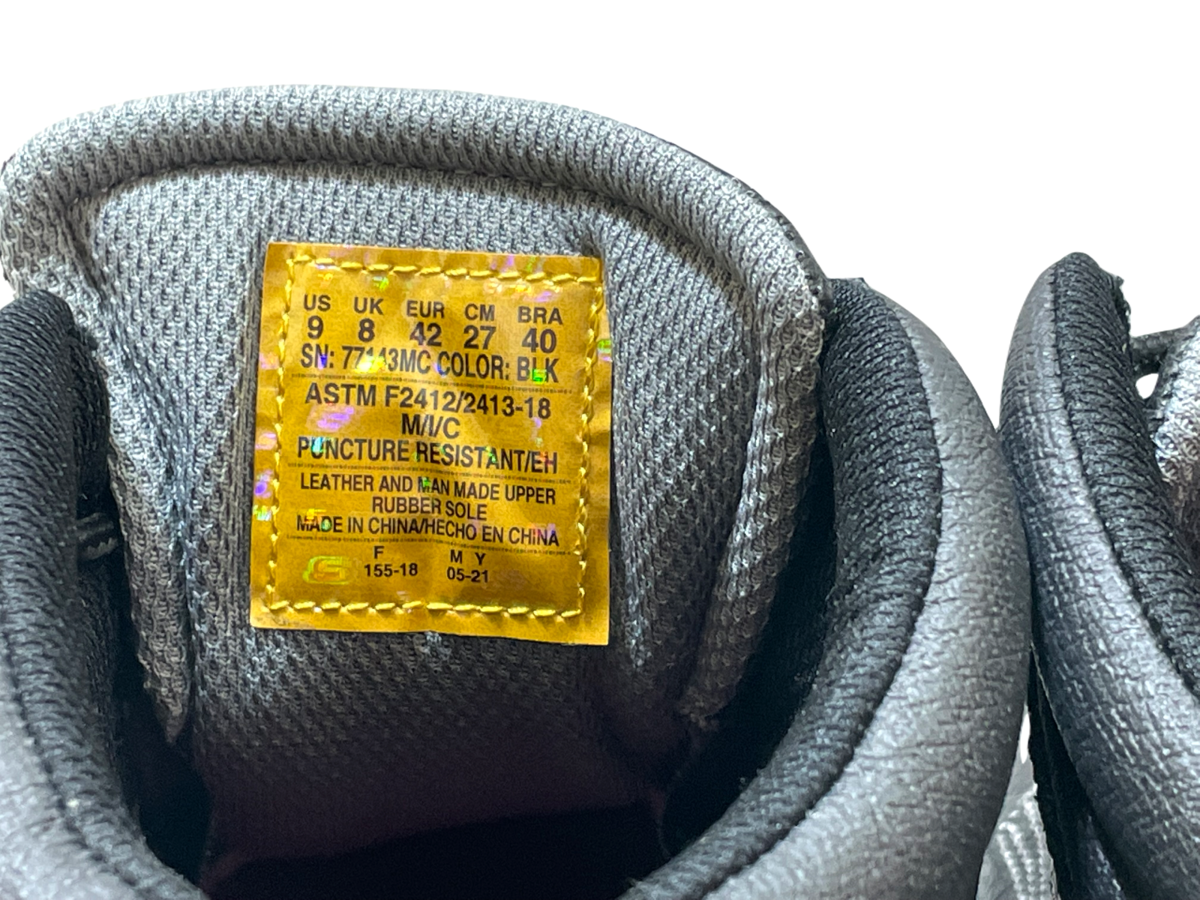 US UK EUR CM BRA
9 8 42 27 40
SN: 77143MC COLOR: BLK
ASTM F2412/2413-18
M/I/C
PUNCTURE RESISTANT/EH
LEATHER AND MAN MADE UPPER
RUBBER SOLE
MADE IN CHINA/HECHO EN CHINA
F M Y
155-18 05-21